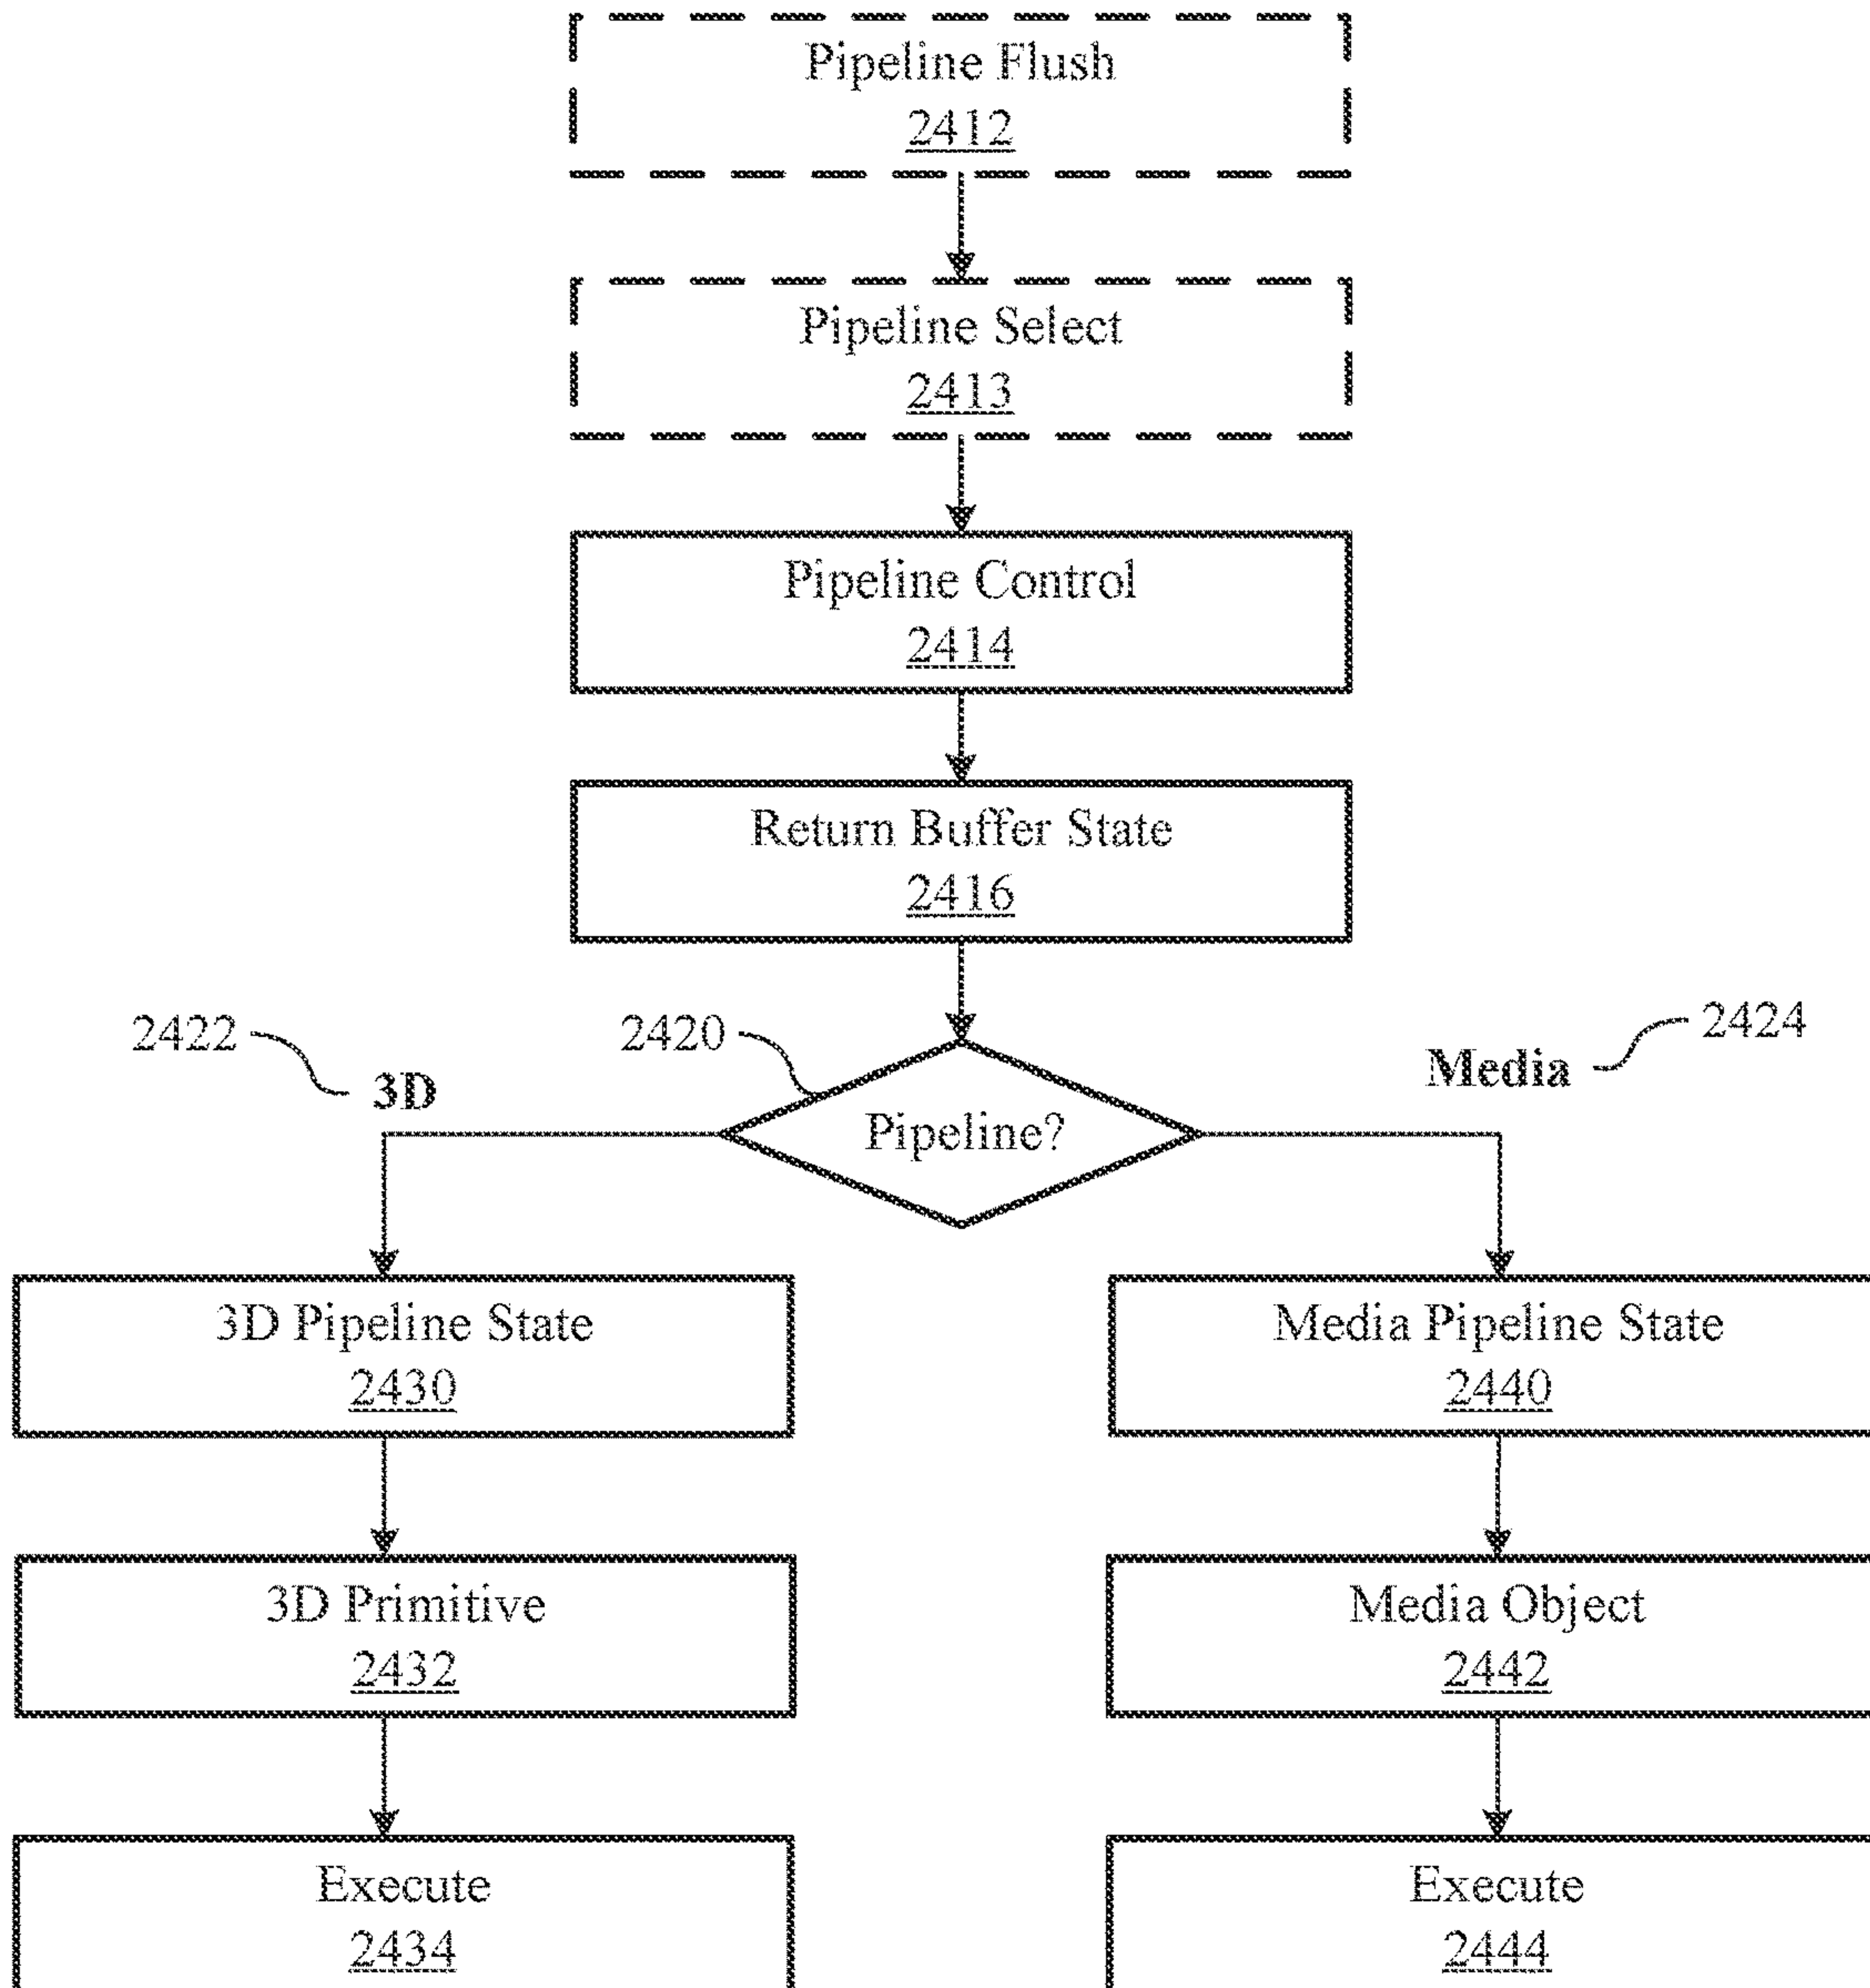 Pipeline Flush
2412
Pipeline Select
2413
Pipeline Control
2414
Return Buffer State
2416
2422
2420
2424
3D
Media
Pipeline?
3D Pipeline State
2430
Media Pipeline State
2440
3D Primitive
2432
Media Object
2442
Execute
2434
Execute
2444